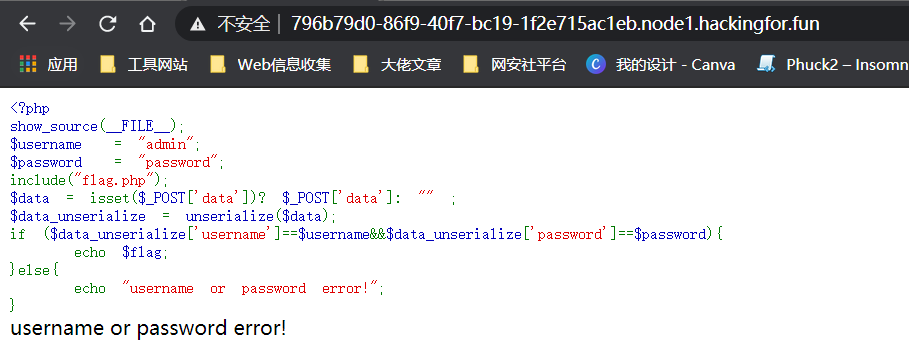 不安全 | 796b79d0-86f9-40f7-bc19-1f2e715ac1eb.node1.hackingfor.fun
应用 工具网站 Web信息收集 大佬文章 网安社平台 我的设计 - Canva Phuck2 – Insomn
<?php
show_source(__FILE__);
$username = "admin";
$password = "password";
include("flag.php");
$data = isset($_POST['data'])? $_POST['data']: "" ;
$data_unserialize = unserialize($data);
if ($data_unserialize['username']==$username&&$data_unserialize['password']==$password){
echo $flag;
}else{
echo "username or password error!";
}
username or password error!